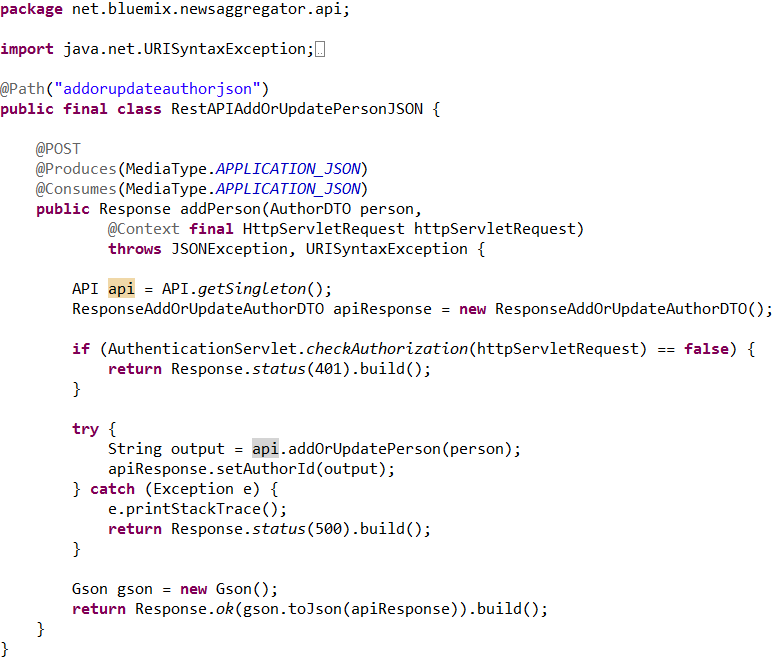 package net.bluemix.newsaggregator.api;
import java.net.URISyntaxException;
@Path("addorupdateauthorjson")
public final class RestAPIAddOrUpdatePersonJSON {
@POST
@Produces(MediaType.APPLICATION_JSON)
@Consumes(MediaType.APPLICATION_JSON)
public Response addPerson(AuthorDTO person,
@Context final HttpServletRequest httpServletRequest)
throws JSONException, URISyntaxException {
API api = API.getSingleton();
ResponseAddOrUpdateAuthorDTO apiResponse = new ResponseAddOrUpdateAuthorDTO();
if (AuthenticationServlet.checkAuthorization(httpServletRequest) == false) {
return Response.status(401).build();
}
try {
String output = api.addOrUpdatePerson(person);
apiResponse.setAuthorId(output);
} catch (Exception e) {
e.printStackTrace();
return Response.status(500).build();
}
Gson gson = new Gson();
return Response.ok(gson.toJson(apiResponse)).build();
}
}